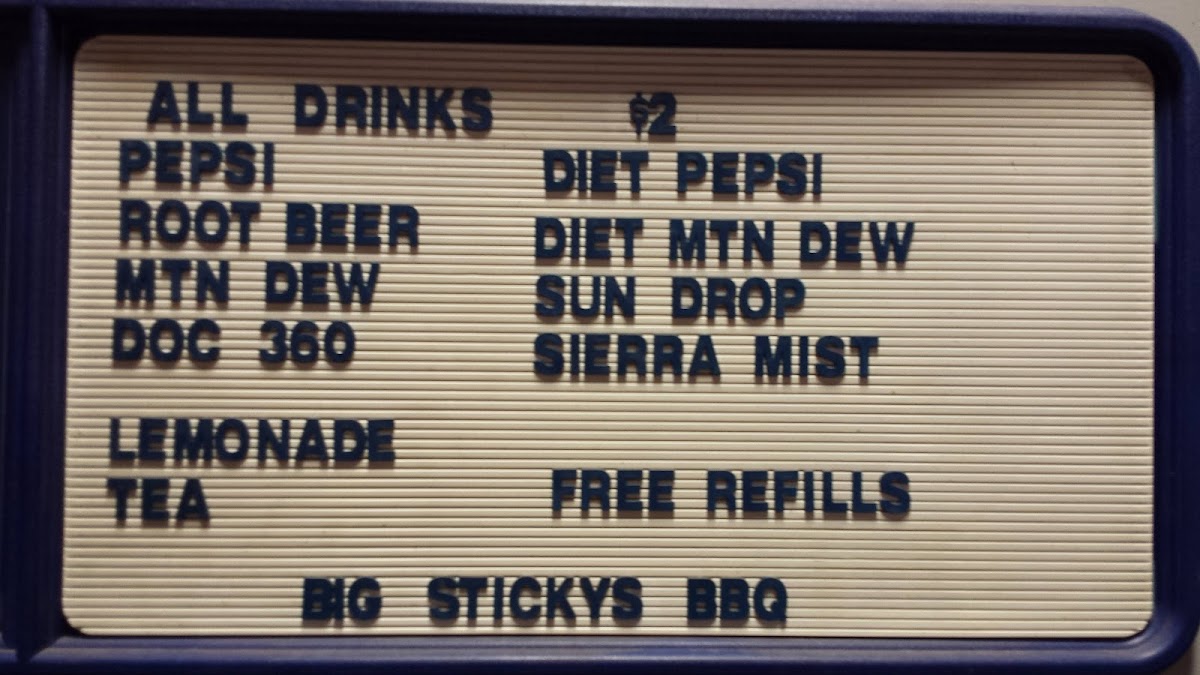 ALL DRINKS $2
PEPSI DIET PEPSI
ROOT BEER DIET MTN DEW
MTN DEW SUN DROP
DOC 360 SIERRA MIST
LEMONADE
TEA FREE REFILLS
BIG STICKYS BBQ